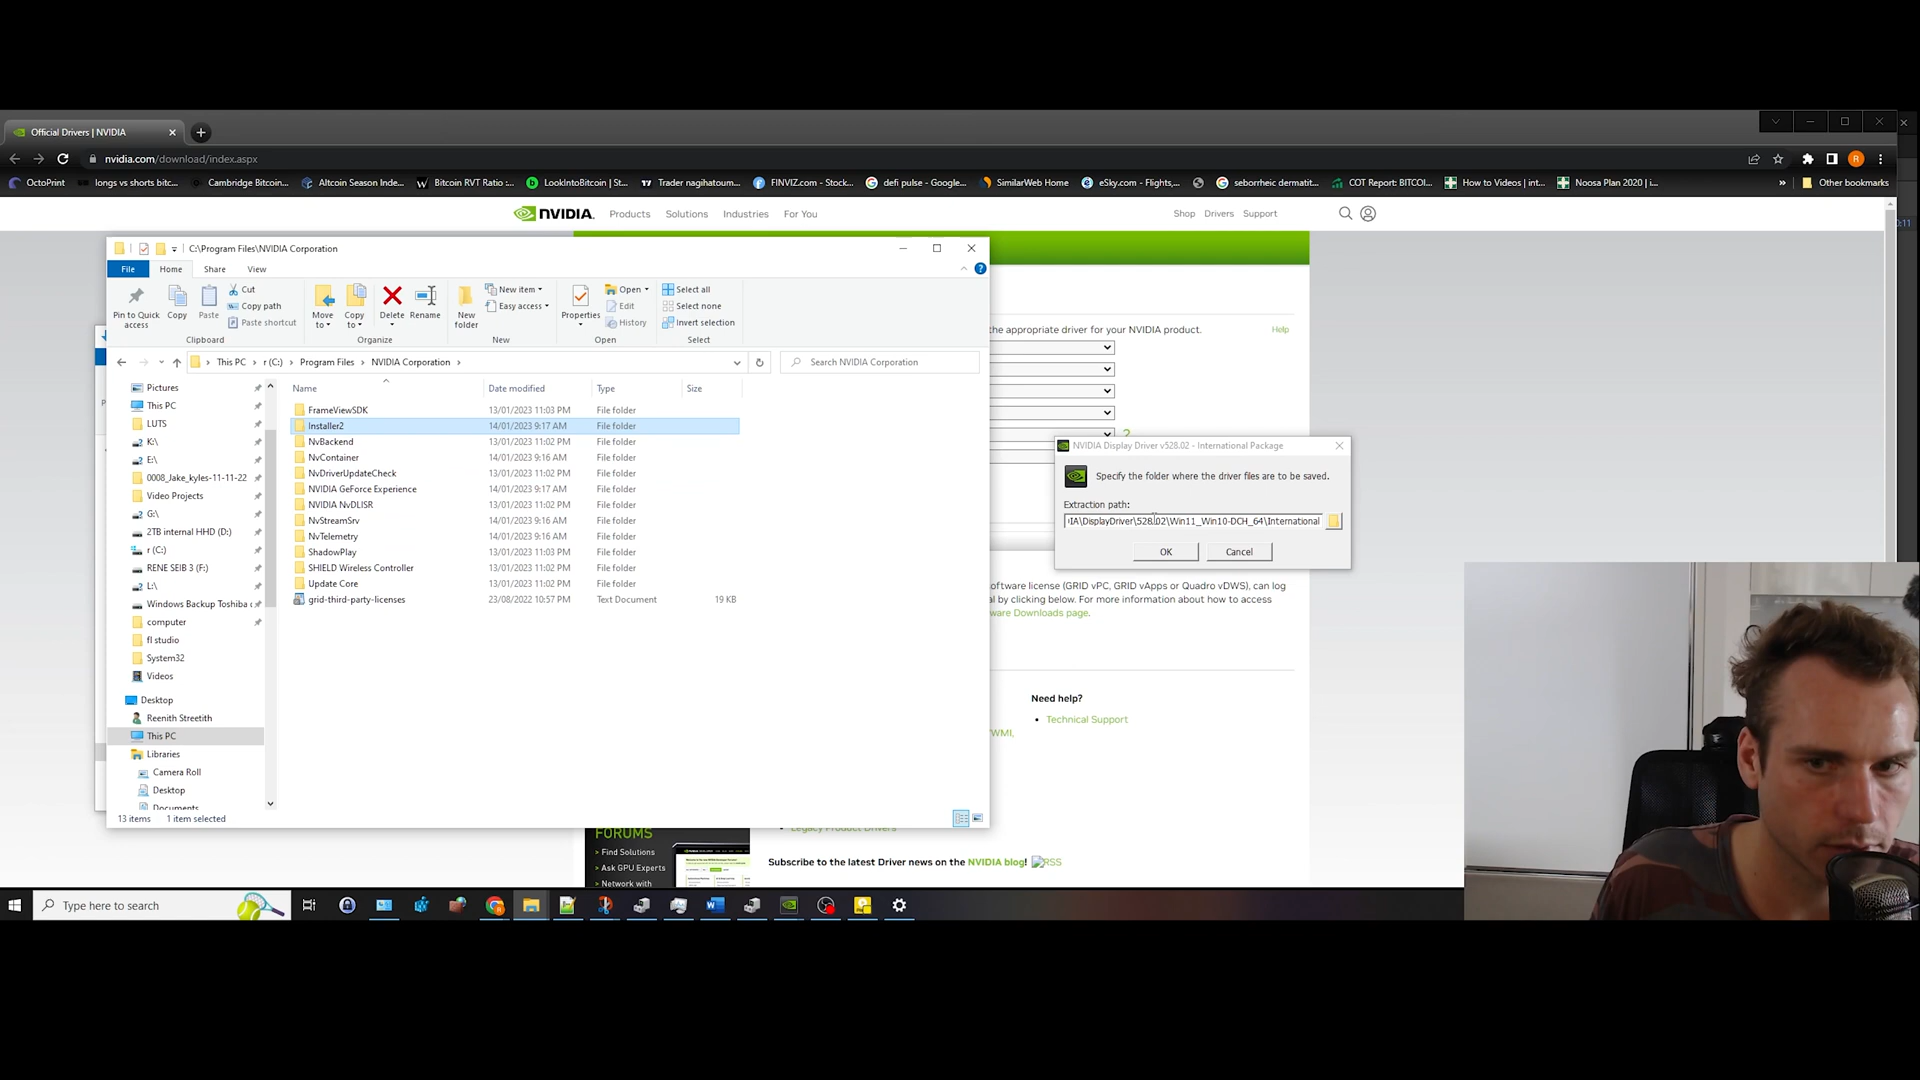 Official Drivers | NVIDIA
nvidia.com/download/index.aspx
OctoPrint
longs vs shorts bitc...
Cambridge Bitcoin...
Altcoin Season Inde...
Bitcoin RVT Ratio :...
LookIntoBitcoin | St...
Trader nagihatoum...
FINVIZ.com - Stock...
defi pulse - Google...
SimilarWeb Home
eSky.com - Flights,...
seborrheic dermatit...
COT Report: BITCOI...
How to Videos | int...
Noosa Plan 2020 | i...
Other bookmarks
NVIDIA.
Products
Solutions
Industries
For You
Shop
Drivers
Support
C:\Program Files\NVIDIA Corporation
File
Home
Share
View
Pin to Quick access
Copy
Paste
Cut
Copy path
Paste shortcut
Clipboard
Move to
Copy to
Delete
Rename
Organize
New folder
New item
Easy access
New
Properties
Open
Edit
History
Open
Select all
Select none
Invert selection
Select
This PC
r (C:)
Program Files
NVIDIA Corporation
Search NVIDIA Corporation
Pictures
This PC
LUTS
K:\
E:\
0008_Jake_kyles-11-11-22
Video Projects
G:\
2TB internal HHD (D:)
r (C:)
RENE SEIB 3 (F:)
L:\
Windows Backup Toshiba
computer
fl studio
System32
Videos
Desktop
Reenith Streetith
This PC
Libraries
Camera Roll
Desktop
Documents
Name Date modified Type Size
FrameViewSDK 13/01/2023 11:03 PM File folder
Installer2 14/01/2023 9:17 AM File folder
NvBackend 13/01/2023 11:02 PM File folder
NvContainer 14/01/2023 9:16 AM File folder
NvDriverUpdateCheck 13/01/2023 11:02 PM File folder
NVIDIA GeForce Experience 14/01/2023 9:17 AM File folder
NVIDIA NvDLISR 13/01/2023 11:02 PM File folder
NvStreamSrv 14/01/2023 9:16 AM File folder
NvTelemetry 14/01/2023 9:16 AM File folder
ShadowPlay 13/01/2023 11:03 PM File folder
SHIELD Wireless Controller 13/01/2023 11:02 PM File folder
Update Core 13/01/2023 11:02 PM File folder
grid-third-party-licenses 23/08/2022 10:57 PM Text Document 19 KB
13 items 1 item selected
the appropriate driver for your NVIDIA product.
Help
NVIDIA Display Driver v528.02 - International Package
Specify the folder where the driver files are to be saved.
Extraction path:
IA\DisplayDriver\528.02\Win11_Win10-DCH_64\International
OK
Cancel
oftware license (GRID vPC, GRID vApps or Quadro vDWS), can log
al by clicking below. For more information about how to access
ware Downloads page.
Need help?
Technical Support
WMI,
Legacy Product Drivers
FORUMS
> Find Solutions
> Ask GPU Experts
> Network with
Subscribe to the latest Driver news on the NVIDIA blog! RSS
Type here to search